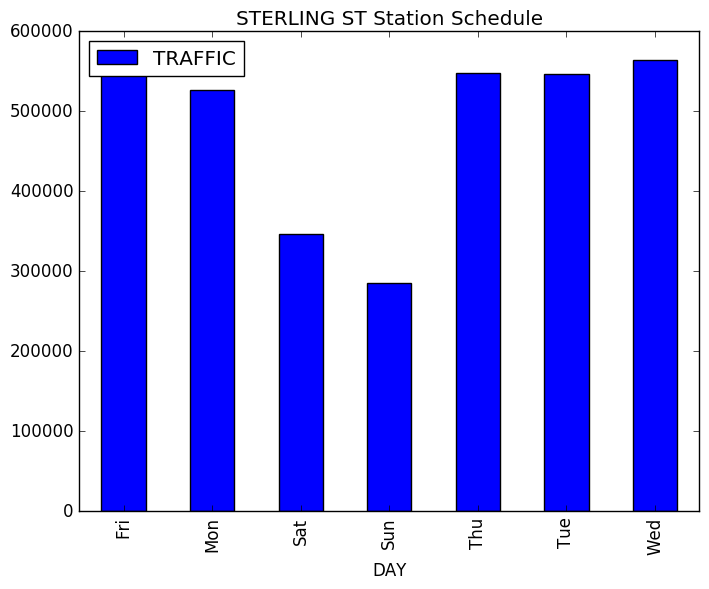 STERLING ST Station Schedule
TRAFFIC
600000
500000
400000
300000
200000
100000
0
Fri
Mon
Sat
Sun
Thu
Tue
Wed
DAY